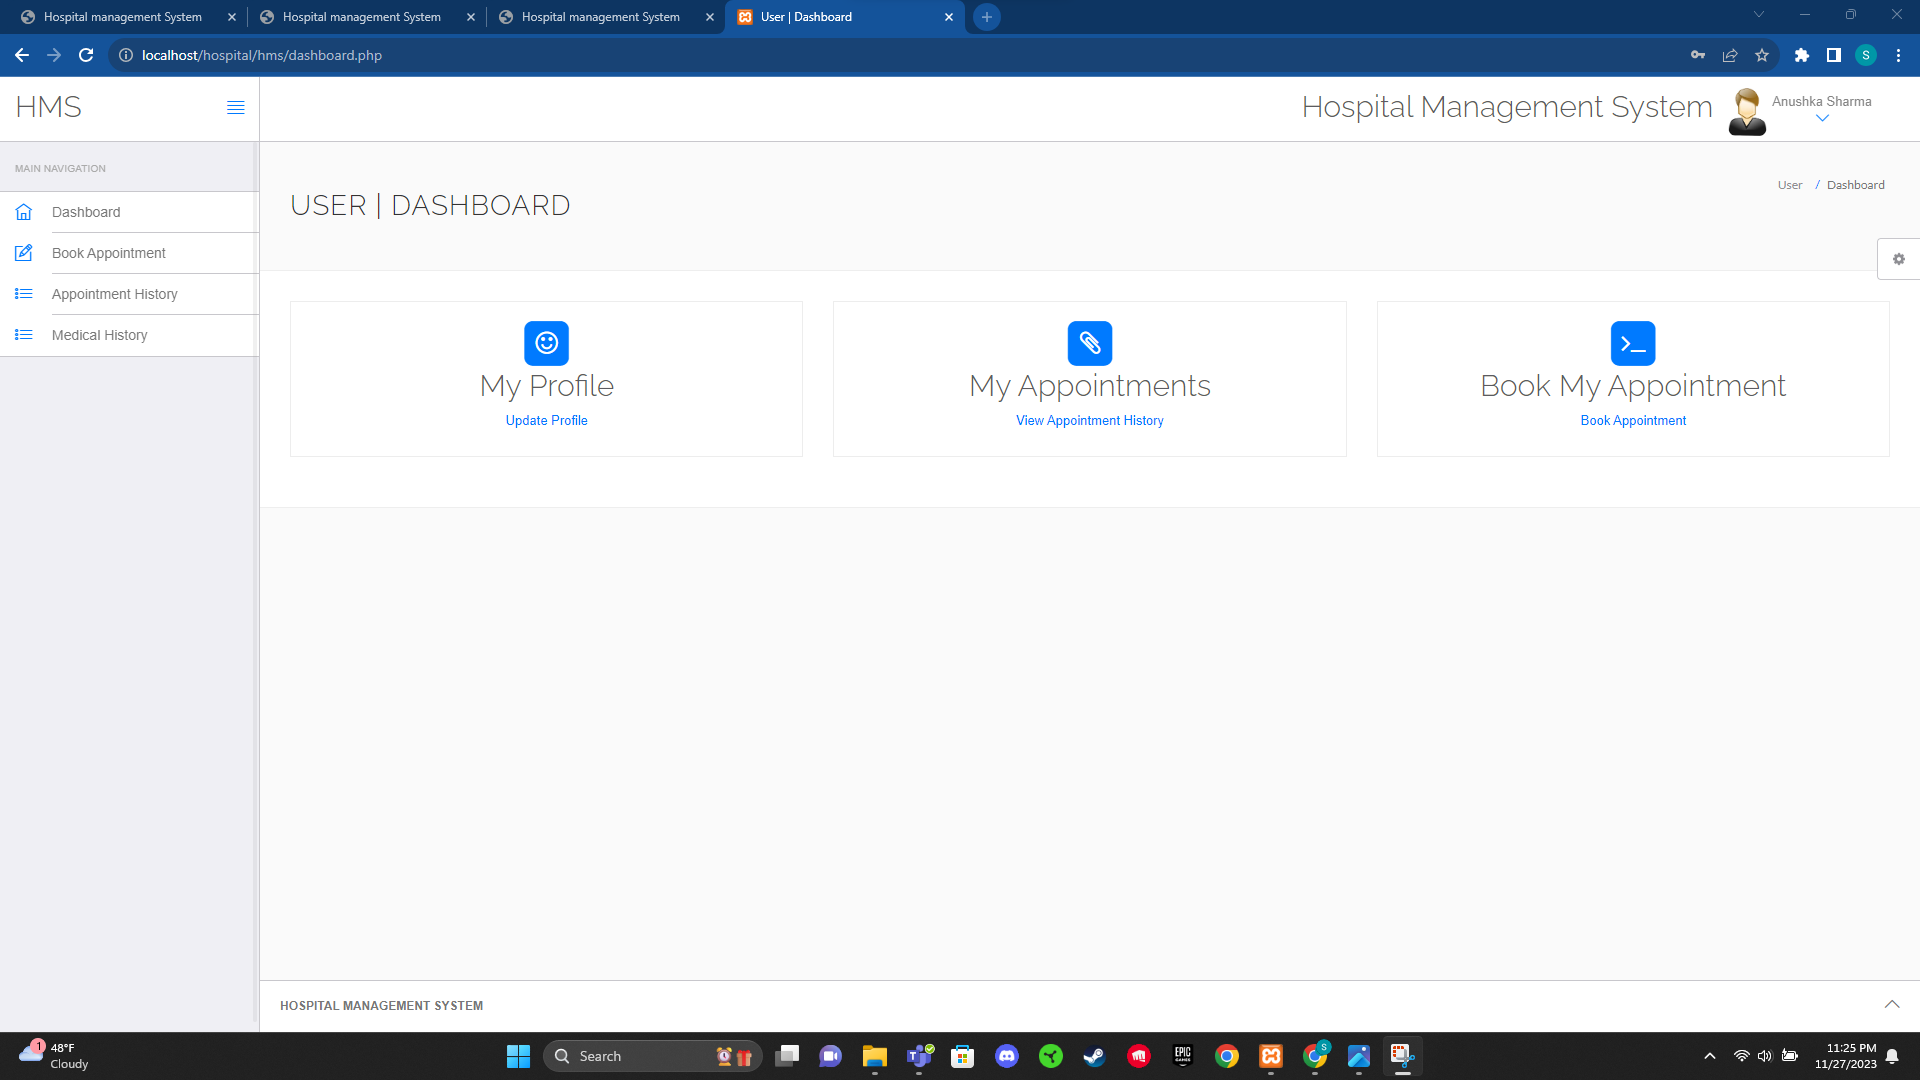 Hospital management System
Hospital management System
Hospital management System
User | Dashboard
localhost/hospital/hms/dashboard.php
S
HMS
Hospital Management System
Anushka Sharma
MAIN NAVIGATION
Dashboard
Book Appointment
Appointment History
Medical History
USER | DASHBOARD
User / Dashboard
My Profile
Update Profile
My Appointments
View Appointment History
Book My Appointment
Book Appointment
HOSPITAL MANAGEMENT SYSTEM
1
48°F
Cloudy
Search
EPIC
GAMES
S
11:25 PM
11/27/2023